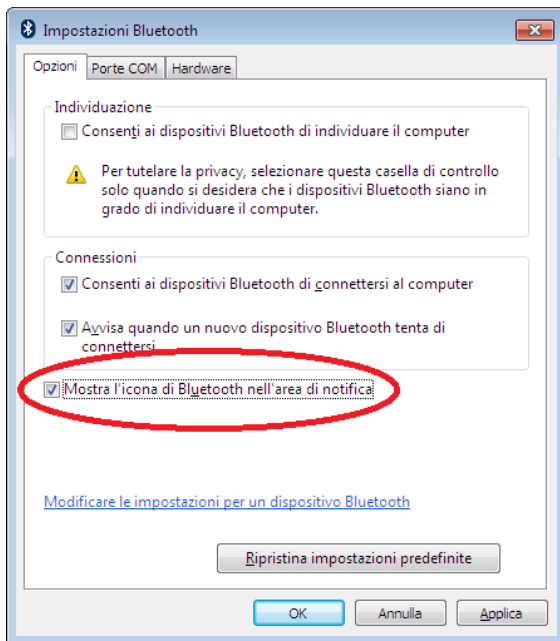 Impostazioni Bluetooth
Opzioni Porte COM Hardware
Individuazione
Consenti ai dispositivi Bluetooth di individuare il computer
Per tutelare la privacy, selezionare questa casella di controllo
solo quando si desidera che i dispositivi Bluetooth siano in
grado di individuare il computer.
Connessioni
Consenti ai dispositivi Bluetooth di connettersi al computer
Avvisa quando un nuovo dispositivo Bluetooth tenta di
connettersi
Mostra l'icona di Bluetooth nell'area di notifica
Modificare le impostazioni per un dispositivo Bluetooth
Ripristina impostazioni predefinite
OK Annulla Applica